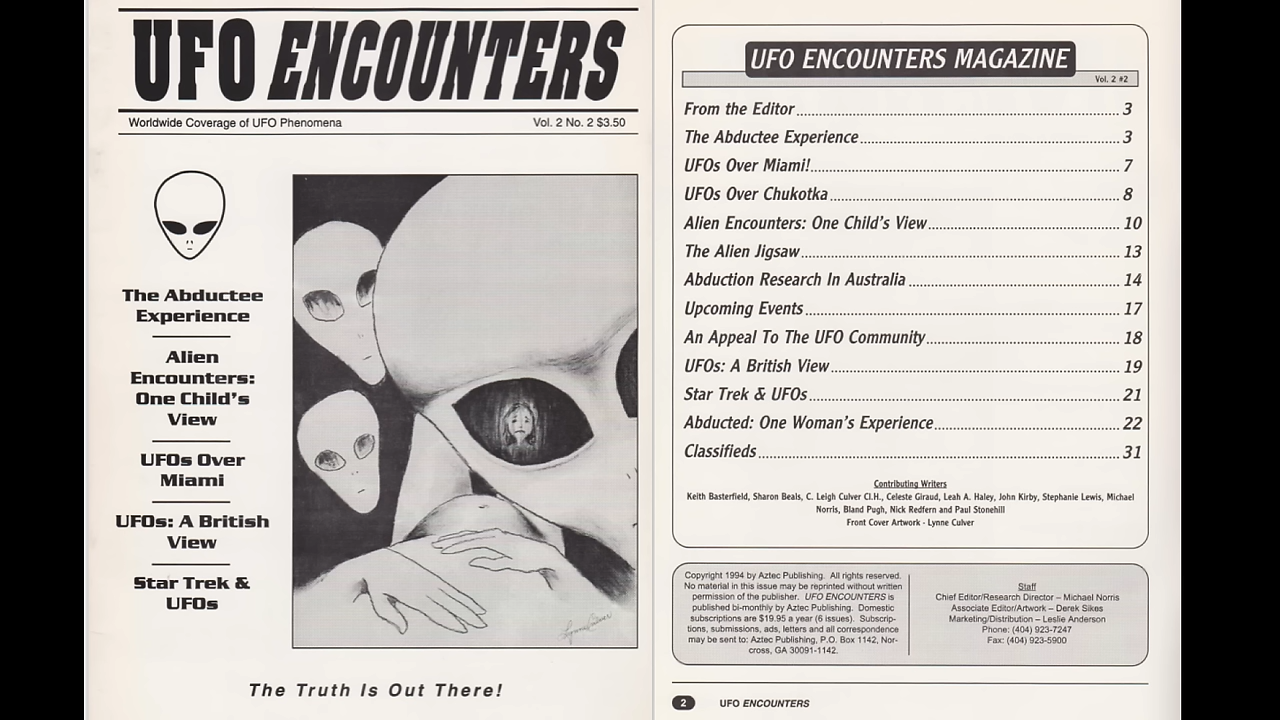 UFO ENCOUNTERS
Worldwide Coverage of UFO Phenomena Vol. 2 No. 2 $3.50
The Abductee
Experience
Alien
Encounters:
One Child's
View
UFOs Over
Miami
UFOs: A British
View
Star Trek &
UFOs
Lynne Culver
The Truth Is Out There!
UFO ENCOUNTERS MAGAZINE
Vol. 2 #2
From the Editor 3
The Abductee Experience 3
UFOs Over Miami! 7
UFOs Over Chukotka 8
Alien Encounters: One Child's View 10
The Alien Jigsaw 13
Abduction Research In Australia 14
Upcoming Events 17
An Appeal To The UFO Community 18
UFOs: A British View 19
Star Trek & UFOs 21
Abducted: One Woman's Experience 22
Classifieds 31
Contributing Writers
Keith Basterfield, Sharon Beals, C. Leigh Culver Cl.H., Celeste Giraud, Leah A. Haley, John Kirby, Stephanie Lewis, Michael
Norris, Bland Pugh, Nick Redfern and Paul Stonehill
Front Cover Artwork - Lynne Culver
Copyright 1994 by Aztec Publishing. All rights reserved.
No material in this issue may be reprinted without written
permission of the publisher. UFO ENCOUNTERS is
published bi-monthly by Aztec Publishing. Domestic
subscriptions are $19.95 a year (6 issues). Subscrip-
tions, submissions, ads, letters and all correspondence
may be sent to: Aztec Publishing, P.O. Box 1142, Nor-
cross, GA 30091-1142.
Staff
Chief Editor/Research Director – Michael Norris
Associate Editor/Artwork – Derek Sikes
Marketing/Distribution – Leslie Anderson
Phone: (404) 923-7247
Fax: (404) 923-5900
2 UFO ENCOUNTERS